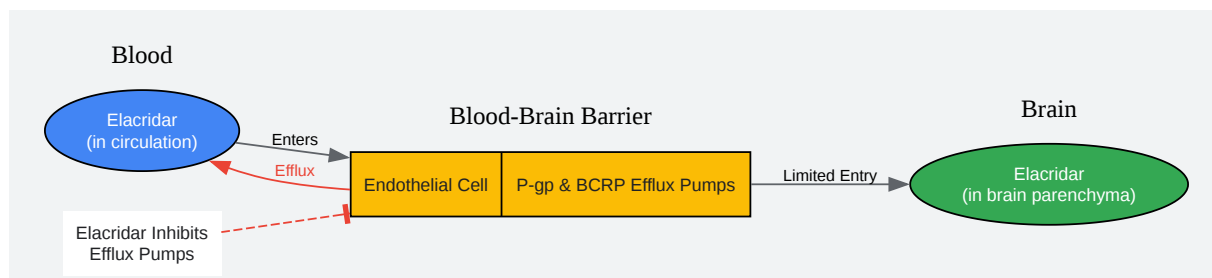 Blood
Elacridar
(in circulation)
Enters
Efflux
Elacridar Inhibits
Efflux Pumps
Blood-Brain Barrier
Endothelial Cell
P-gp & BCRP Efflux Pumps
Limited Entry
Brain
Elacridar
(in brain parenchyma)